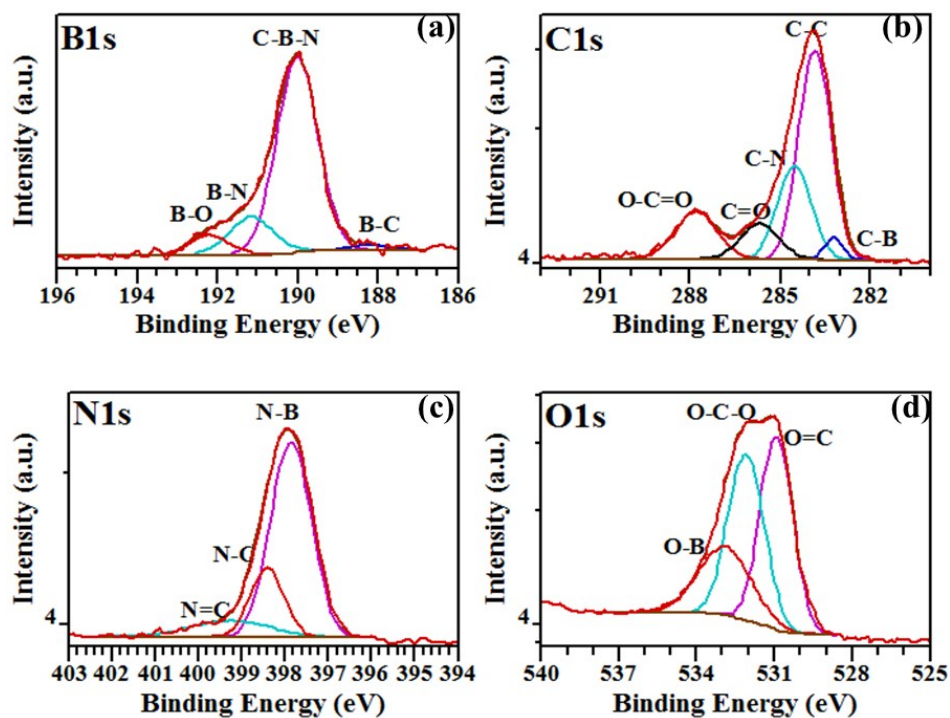 B1s
C-B-N
(a)
B-N
B-O
B-C
Intensity (a.u.)
196 194 192 190 188 186
Binding Energy (eV)
C1s
C-C
(b)
C-N
O-C=O
C=O
C-B
4
Intensity (a.u.)
291 288 285 282
Binding Energy (eV)
N1s
N-B
(c)
N-C
N=C
4
Intensity (a.u.)
403 402 401 400 399 398 397 396 395 394
Binding Energy (eV)
O-C-O
O1s
(d)
O=C
O-B
4
Intensity (a.u.)
540 537 534 531 528 525
Binding Energy (eV)